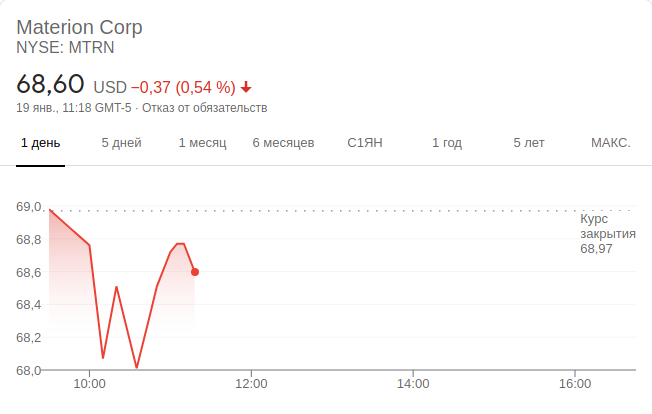 Materion Corp
NYSE: MTRN
68,60 USD −0,37 (0,54 %)
19 янв., 11:18 GMT-5 · Отказ от обязательств
1 день 5 дней 1 месяц 6 месяцев С1ЯН 1 год 5 лет МАКС.
69,0
Курс
закрытия
68,97
68,8
68,6
68,4
68,2
68,0
10:00 12:00 14:00 16:00